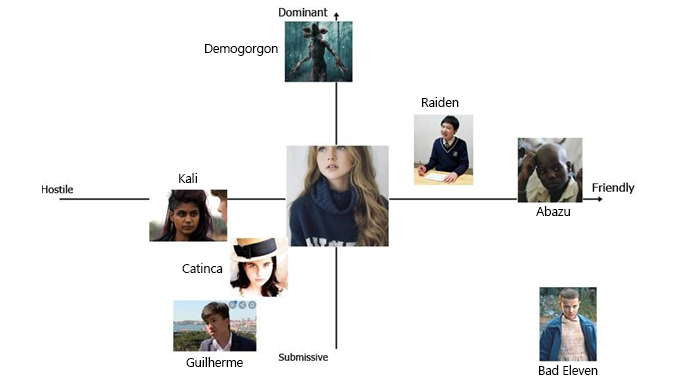 Dominant
Demogorgon
Raiden
Kali
Hostile
Friendly
Abazu
Catinca
Guilherme
Submissive
Bad Eleven